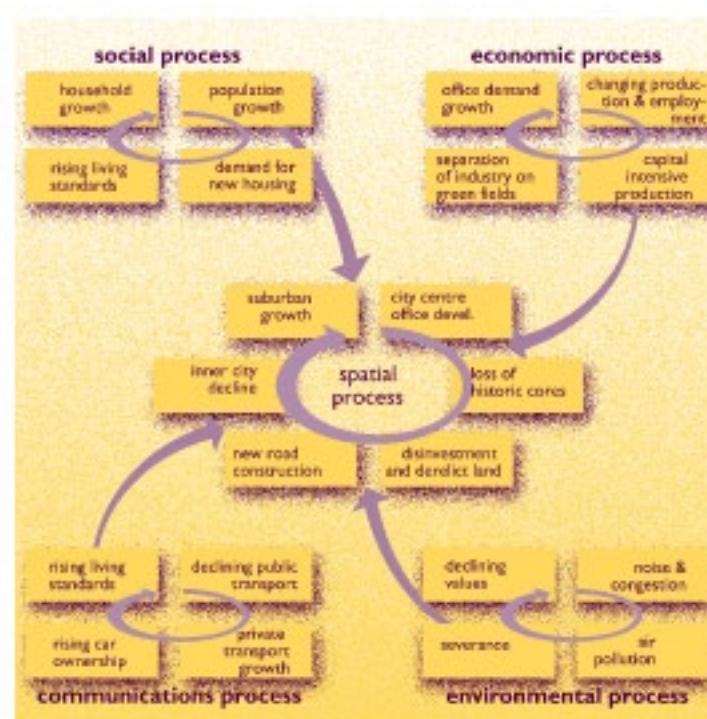 social process
household
growth
population
growth
rising living
standards
demand for
new housing
economic process
office demand
growth
changing produc-
tion & employ-
ment
separation
of industry on
green fields
capital
intensive
production
suburban
growth
city centre
office devel.
inner city
decline
spatial
process
loss of
historic cores
new road
construction
disinvestment
and derelict land
rising living
standards
declining public
transport
rising car
ownership
private
transport
growth
communications process
declining
values
noise &
congestion
severance
air
pollution
environmental process